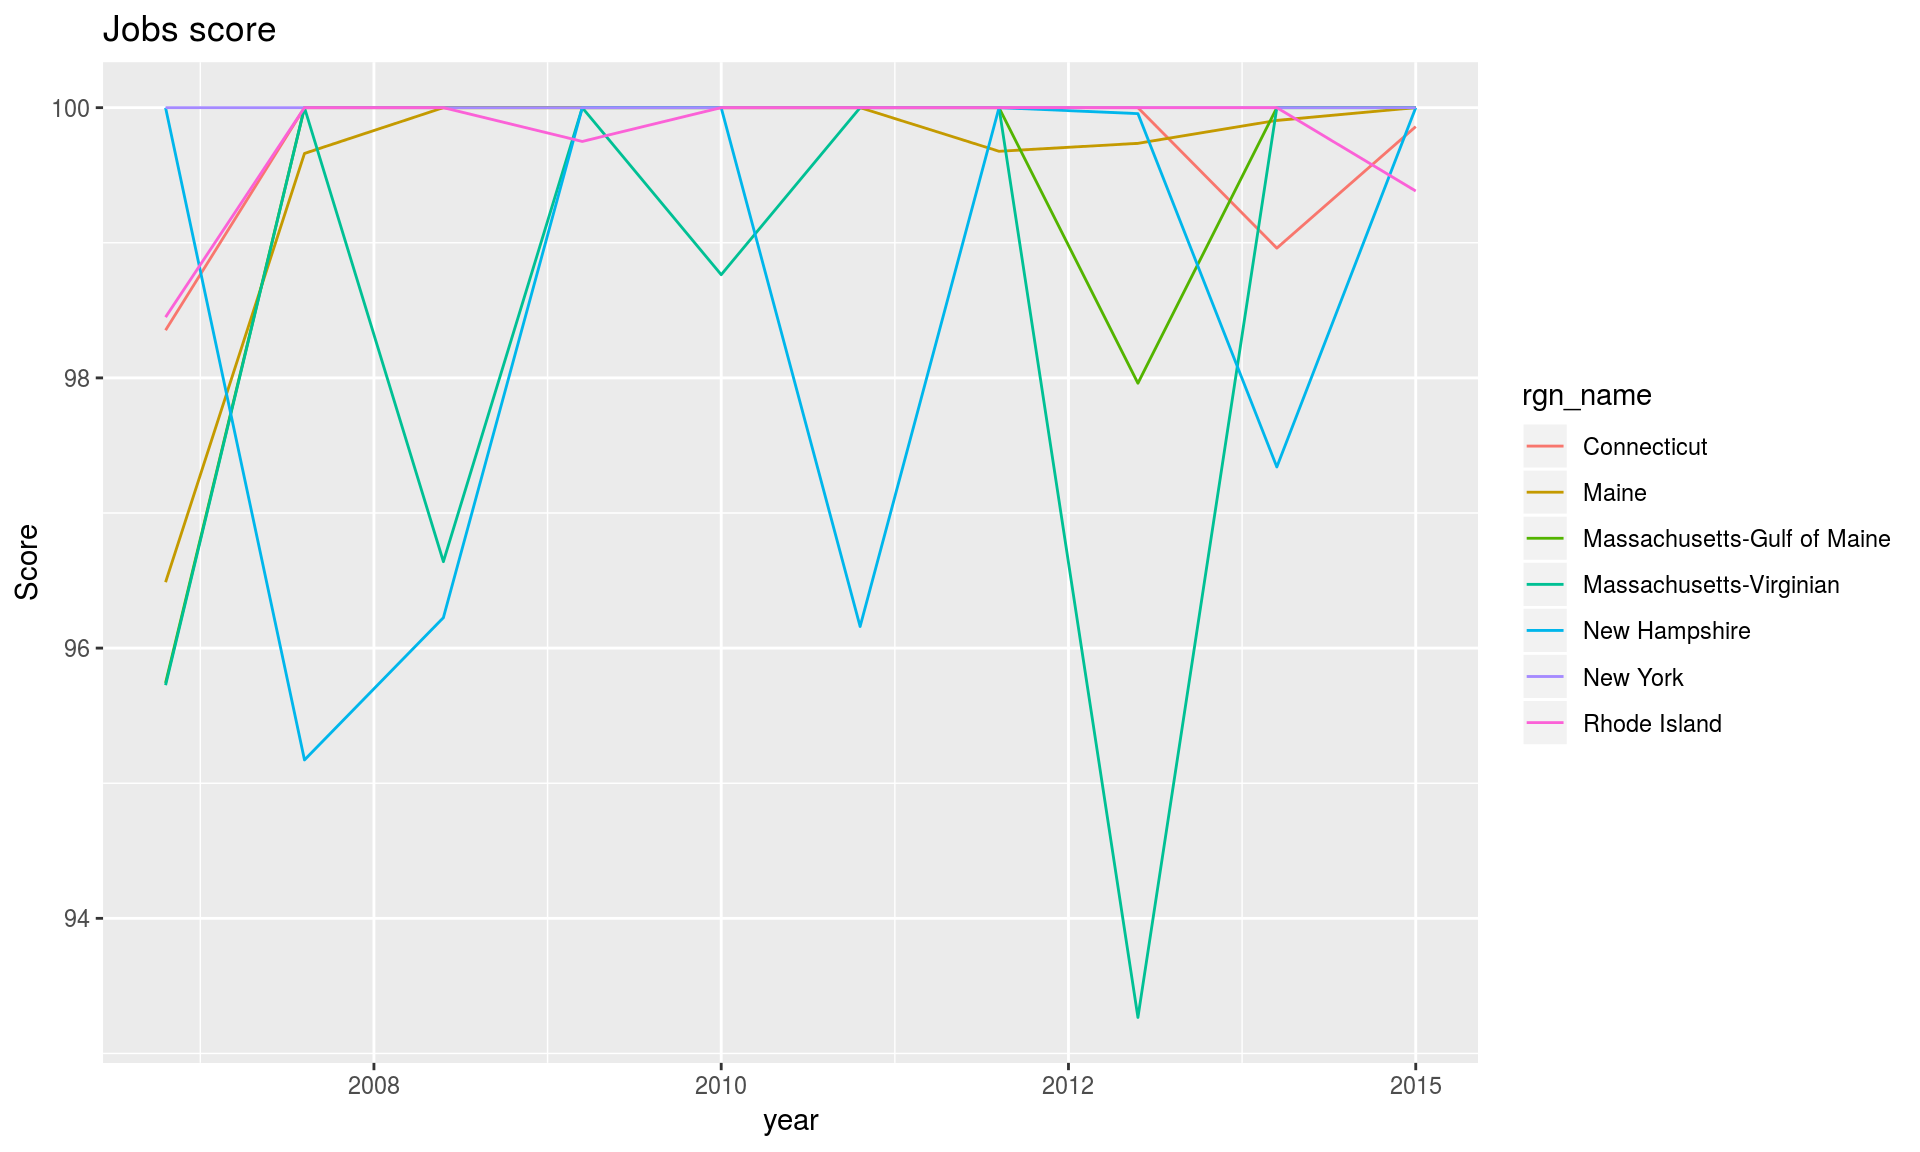 Jobs score
100
98
96
94
Score
2008
2010
2012
2015
year
rgn_name
Connecticut
Maine
Massachusetts-Gulf of Maine
Massachusetts-Virginian
New Hampshire
New York
Rhode Island